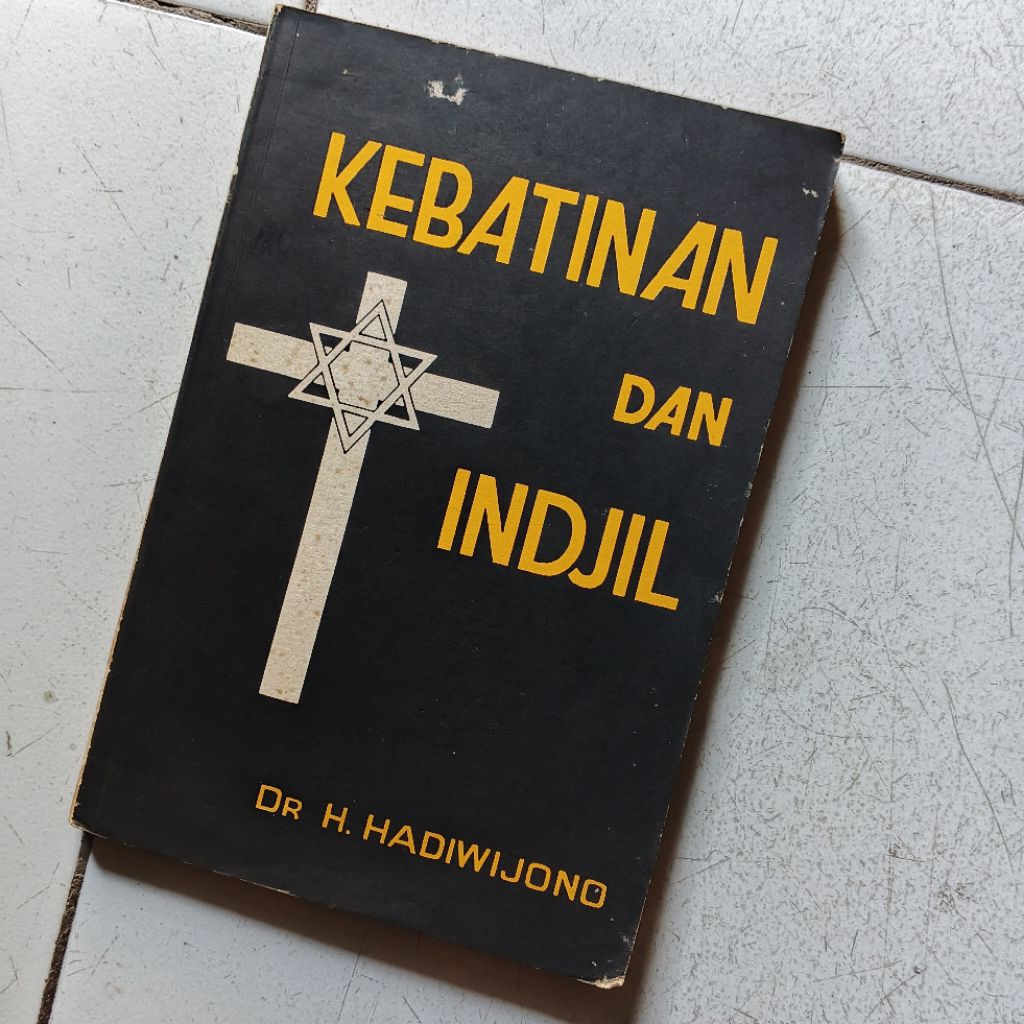 KEBATINAN
DAN
INDJIL
DR H. HADIWIJONO